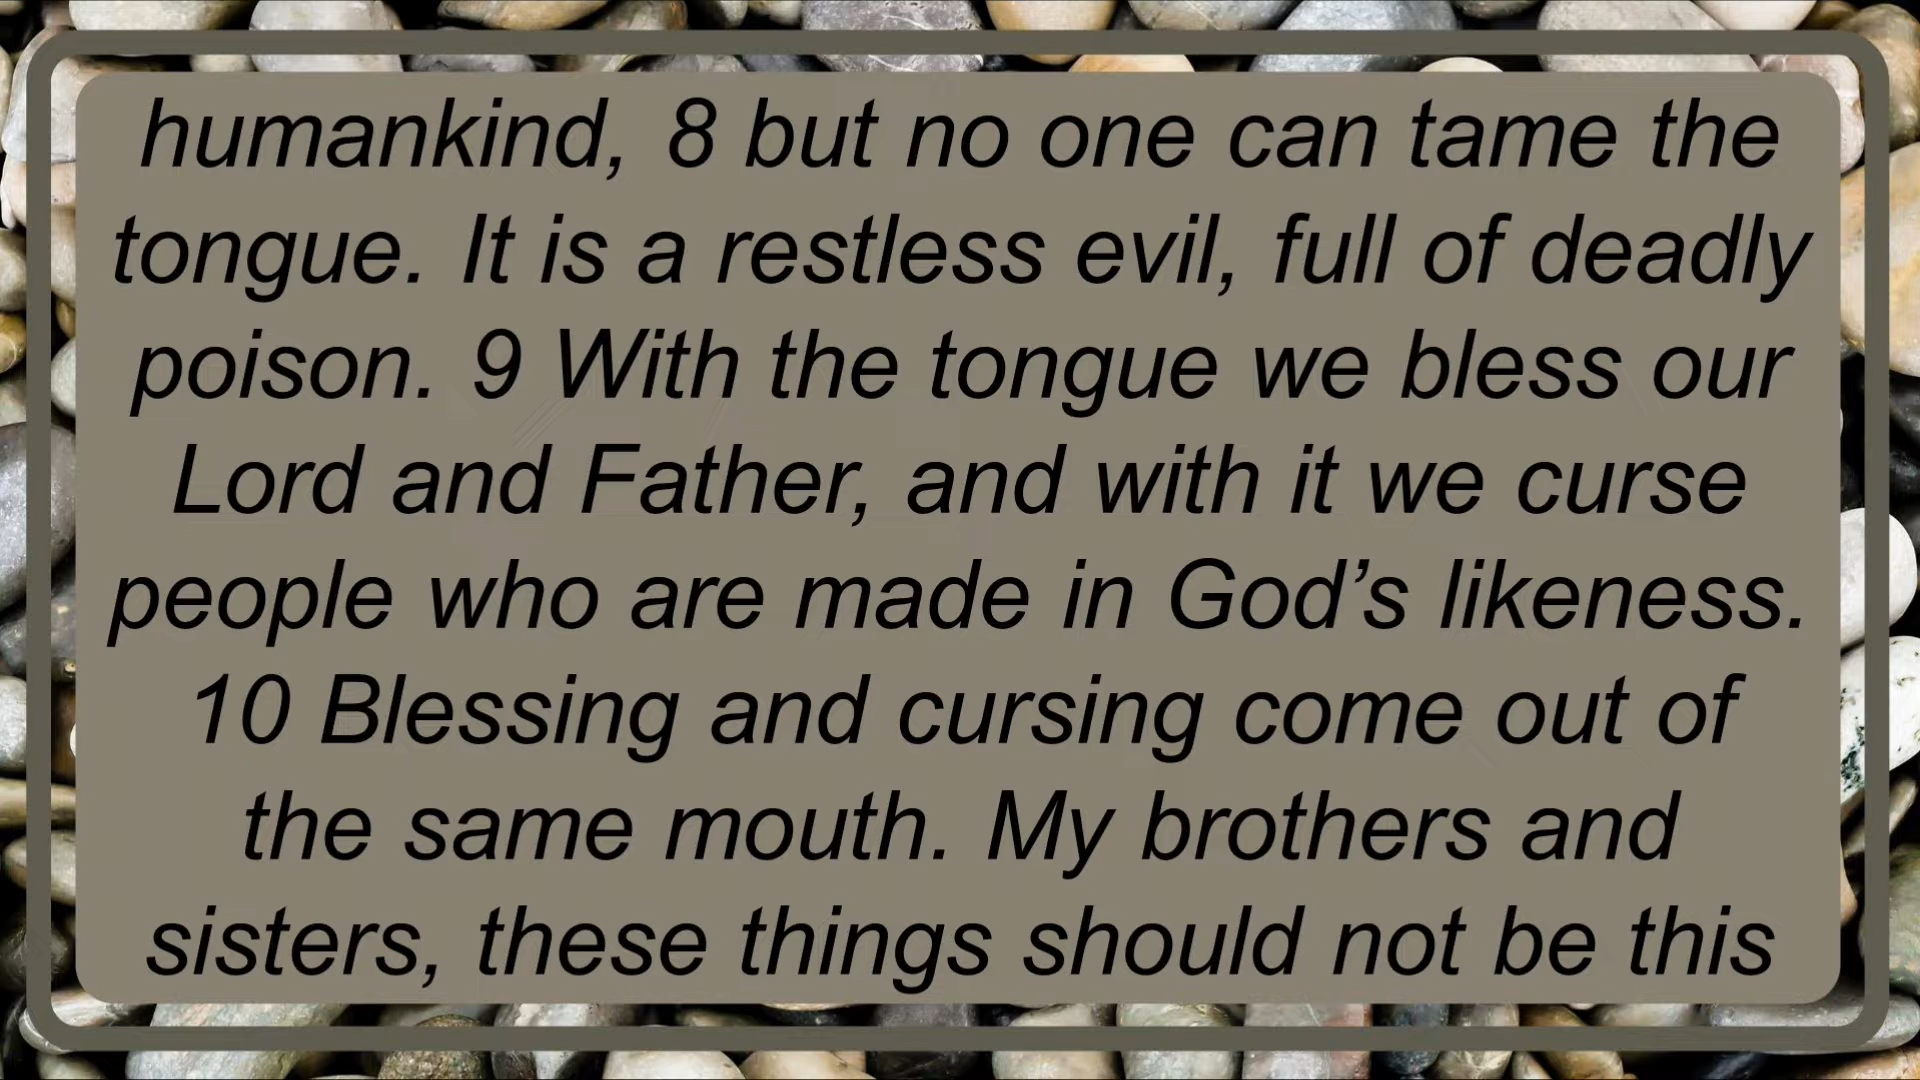 humankind, 8 but no one can tame the
tongue. It is a restless evil, full of deadly
poison. 9 With the tongue we bless our
Lord and Father, and with it we curse
people who are made in God’s likeness.
10 Blessing and cursing come out of
the same mouth. My brothers and
sisters, these things should not be this